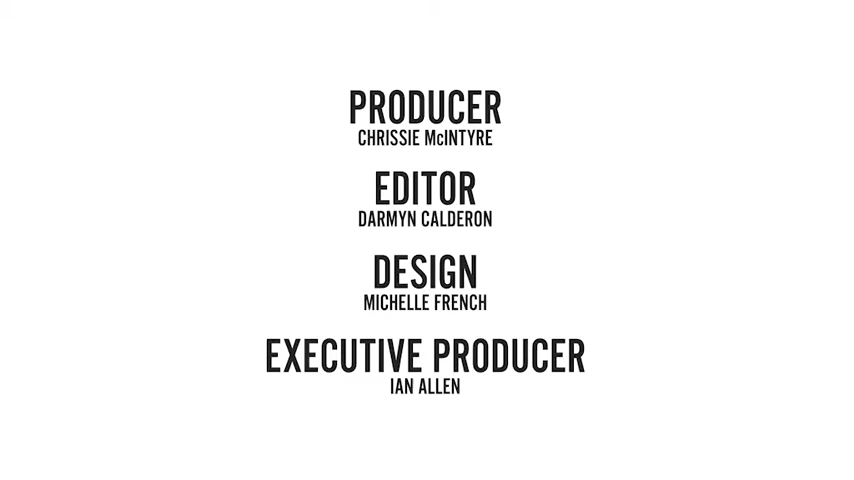 PRODUCER
CHRISSIE McINTYRE
EDITOR
DARMYN CALDERON
DESIGN
MICHELLE FRENCH
EXECUTIVE PRODUCER
IAN ALLEN